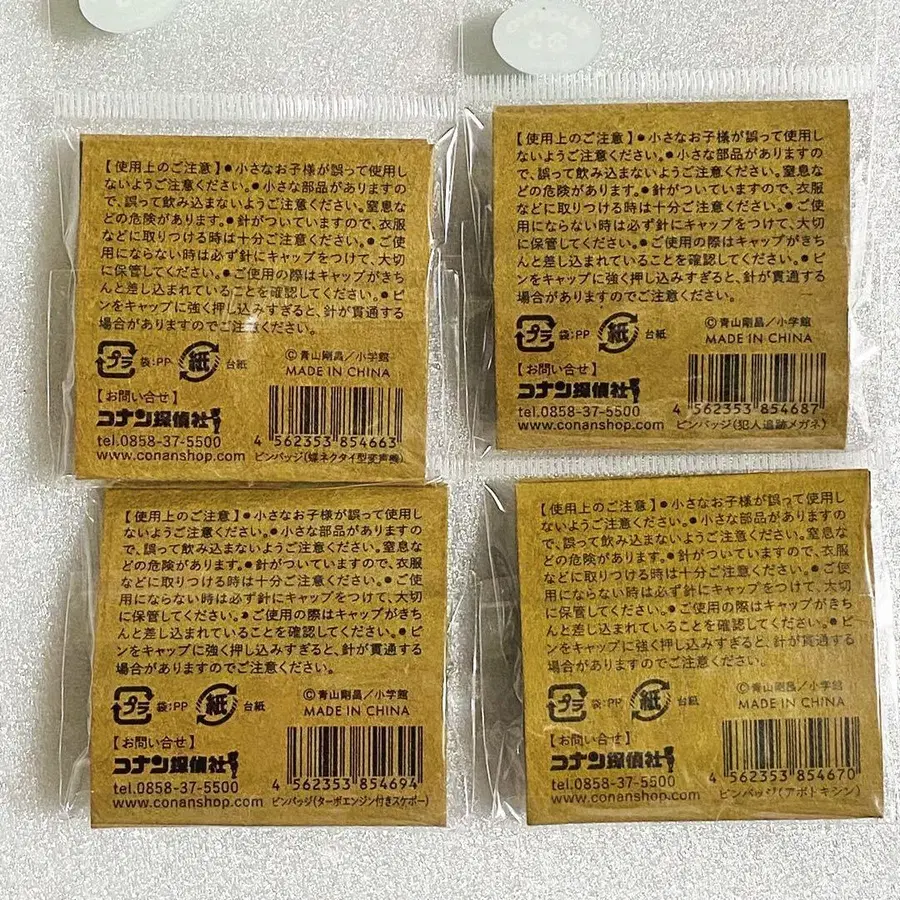 【使用上のご注意】●小さなお子様が誤って使用し
ないようご注意ください。●小さな部品がありますの
で、誤って飲み込まないようご注意ください。窒息な
どの危険があります。●針がついていますので、衣服
などに取りつける時は十分ご注意ください。●ご使
用にならない時は必ず針にキャップをつけて、大切
に保管してください。●ご使用の際はキャップがきち
んと差し込まれていることを確認してください。●ピ
ンをキャップに強く押し込みすぎると、針が貫通する
場合がありますのでご注意ください。
プラ 袋:PP 紙 台紙
©青山剛昌/小学館
MADE IN CHINA
【お問い合せ】
コナン探偵社
tel.0858-37-5500
www.conanshop.com
4 562353 854663
ピンバッジ(蝶ネクタイ型変声機)
【使用上のご注意】●小さなお子様が誤って使用し
ないようご注意ください。●小さな部品がありますの
で、誤って飲み込まないようご注意ください。窒息な
どの危険があります。●針がついていますので、衣服
などに取りつける時は十分ご注意ください。●ご使
用にならない時は必ず針にキャップをつけて、大切
に保管してください。●ご使用の際はキャップがきち
んと差し込まれていることを確認してください。●ピ
ンをキャップに強く押し込みすぎると、針が貫通する
場合がありますのでご注意ください。
プラ 袋:PP 紙 台紙
©青山剛昌/小学館
MADE IN CHINA
【お問い合せ】
コナン探偵社
tel.0858-37-5500
www.conanshop.com
4 562353 854687
ピンバッジ(犯人追跡メガネ)
【使用上のご注意】●小さなお子様が誤って使用し
ないようご注意ください。●小さな部品がありますの
で、誤って飲み込まないようご注意ください。窒息な
どの危険があります。●針がついていますので、衣服
などに取りつける時は十分ご注意ください。●ご使
用にならない時は必ず針にキャップをつけて、大切
に保管してください。●ご使用の際はキャップがきち
んと差し込まれていることを確認してください。●ピ
ンをキャップに強く押し込みすぎると、針が貫通する
場合がありますのでご注意ください。
プラ 袋:PP 紙 台紙
©青山剛昌/小学館
MADE IN CHINA
【お問い合せ】
コナン探偵社
tel.0858-37-5500
www.conanshop.com
4 562353 854694
ピンバッジ(ターボエンジン付きスケボー)
【使用上のご注意】●小さなお子様が誤って使用し
ないようご注意ください。●小さな部品がありますの
で、誤って飲み込まないようご注意ください。窒息な
どの危険があります。●針がついていますので、衣服
などに取りつける時は十分ご注意ください。●ご使
用にならない時は必ず針にキャップをつけて、大切
に保管してください。●ご使用の際はキャップがきち
んと差し込まれていることを確認してください。●ピ
ンをキャップに強く押し込みすぎると、針が貫通する
場合がありますのでご注意ください。
プラ 袋:PP 紙 台紙
©青山剛昌/小学館
MADE IN CHINA
【お問い合せ】
コナン探偵社
tel.0858-37-5500
www.conanshop.com
4 562353 854670
ピンバッジ(アポトキシン)